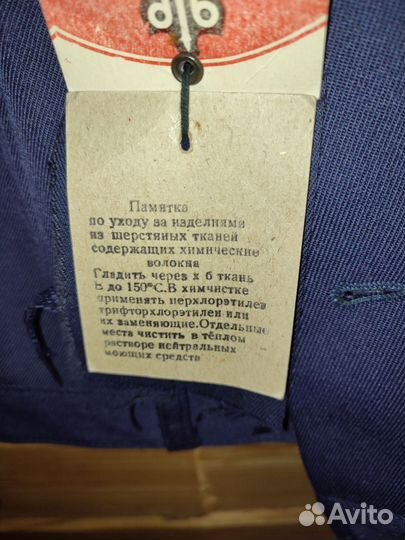 Памятка
по уходу за изделиями
из шерстяных тканей
содержащих химические
волокна
Гладить через х б ткань
в до 150°С. В химчистке
применять перхлорэтилен
трифторхлорэтилен или
их заменяющие. Отдельные
места чистить в тёплом
растворе нейтральных
моющих средств
Avito